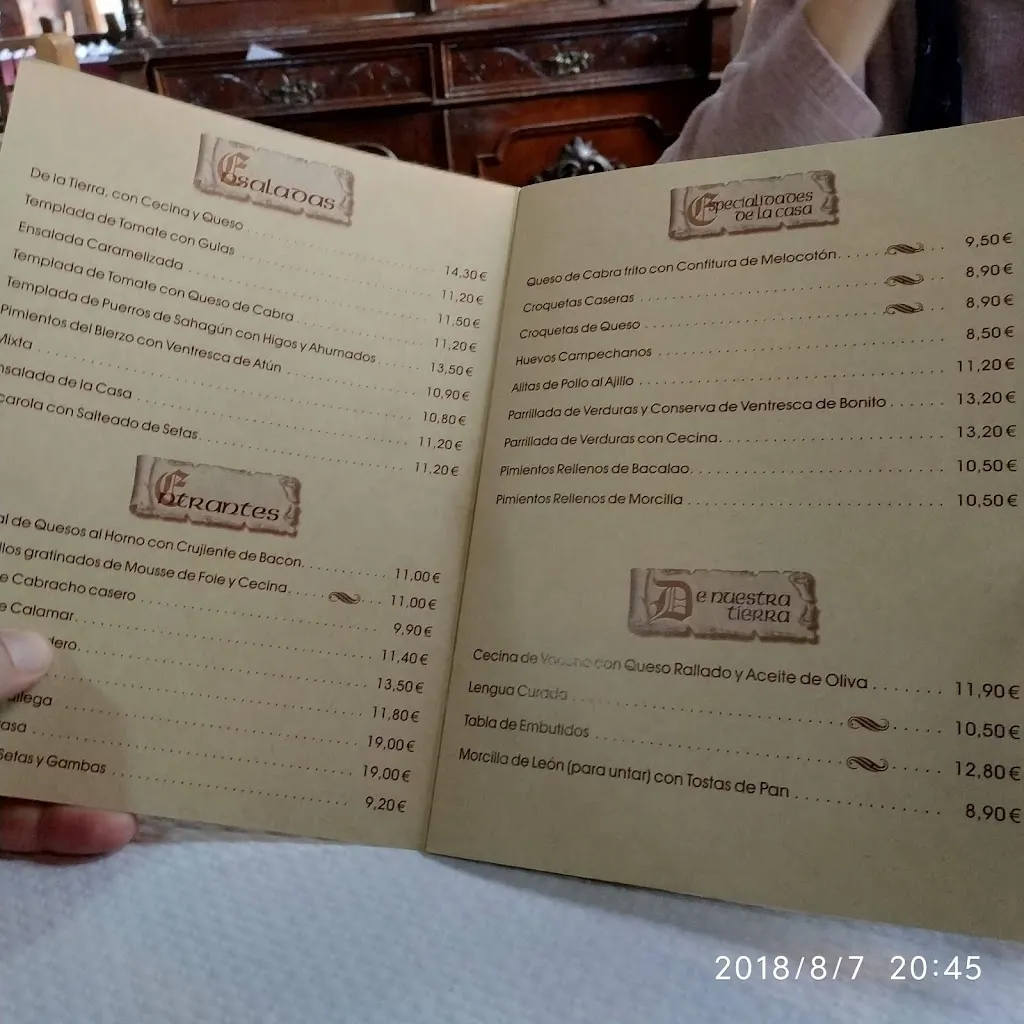 Ensaladas
De la Tierra, con Cecina y Queso 14,30€
Templada de Tomate con Gulas 11,20€
Ensalada Caramelizada 11,50€
Templada de Tomate con Queso de Cabra 11,20€
Templada de Puerros de Sahagún con Higos y Ahumados 13,50€
Pimientos del Bierzo con Ventresca de Atún 10,90€
Mixta 10,80€
nsalada de la Casa 11,20€
carola con Salteado de Setas 11,20€
Entrantes
al de Quesos al Horno con Crujiente de Bacon 11,00€
llos gratinados de Mousse de Foie y Cecina 11,00€
e Cabracho casero 9,90€
e Calamar 11,40€
dero 13,50€
11,80€
allega 19,00€
asa 19,00€
Setas y Gambas 9,20€
Especialidades
de la casa
Queso de Cabra frito con Confitura de Melocotón 9,50€
Croquetas Caseras 8,90€
Croquetas de Queso 8,90€
Huevos Campechanos 8,50€
Alitas de Pollo al Ajillo 11,20€
Parrillada de Verduras y Conserva de Ventresca de Bonito 13,20€
Parrillada de Verduras con Cecina 13,20€
Pimientos Rellenos de Bacalao 10,50€
Pimientos Rellenos de Morcilla 10,50€
De nuestra
tierra
Cecina de Vacuno con Queso Rallado y Aceite de Oliva 11,90€
Lengua Curada 10,50€
Tabla de Embutidos 12,80€
Morcilla de León (para untar) con Tostas de Pan 8,90€
2018/8/7 20:45